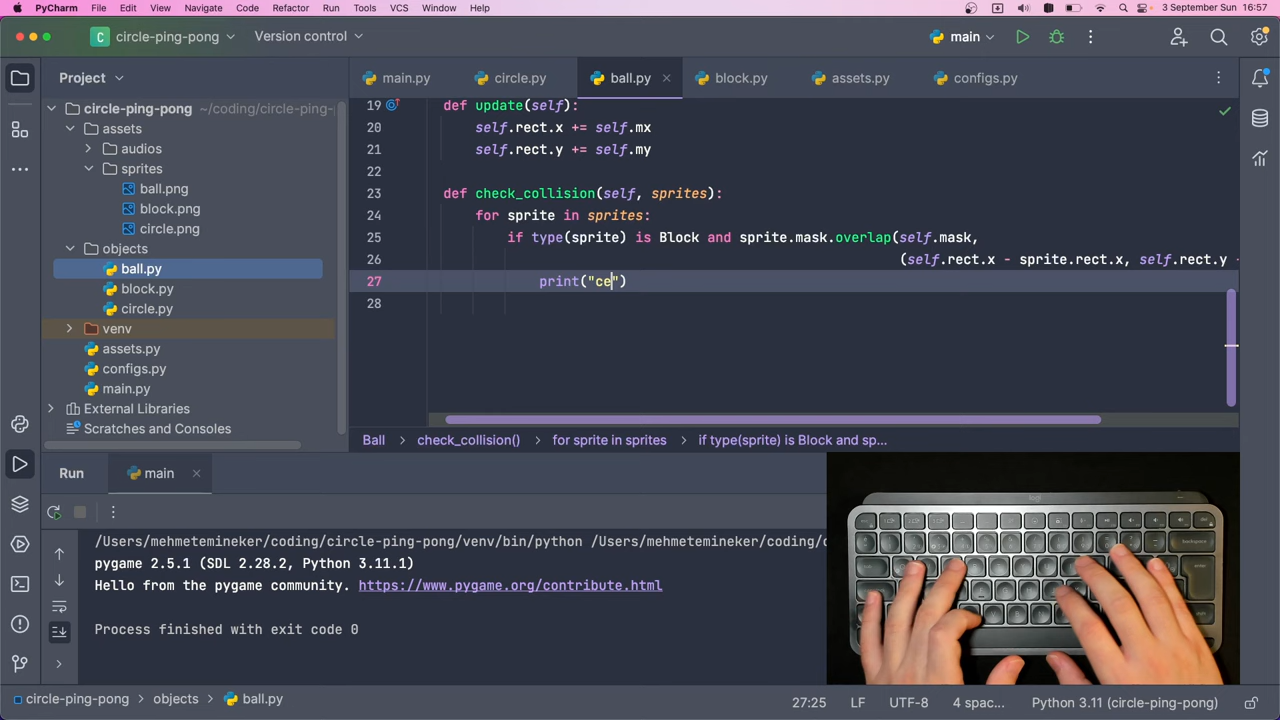 PyCharm File Edit View Navigate Code Refactor Run Tools VCS Window Help 3 September Sun 16:57
C circle-ping-pong Version control main
Project main.py circle.py ball.py block.py assets.py configs.py
circle-ping-pong ~/coding/circle-ping-
assets
audios
sprites
ball.png
block.png
circle.png
objects
ball.py
block.py
circle.py
venv
assets.py
configs.py
main.py
External Libraries
Scratches and Consoles
19 def update(self):
20 self.rect.x += self.mx
21 self.rect.y += self.my
22
23 def check_collision(self, sprites):
24 for sprite in sprites:
25 if type(sprite) is Block and sprite.mask.overlap(self.mask,
26 (self.rect.x - sprite.rect.x, self.rect.y -
27 print("ce")
28
Ball check_collision() for sprite in sprites if type(sprite) is Block and sp...
Run main
/Users/mehmetemineker/coding/circle-ping-pong/venv/bin/python /Users/mehmetemineker/coding/c
pygame 2.5.1 (SDL 2.28.2, Python 3.11.1)
Hello from the pygame community. https://www.pygame.org/contribute.html
Process finished with exit code 0
logi
circle-ping-pong objects ball.py 27:25 LF UTF-8 4 spac... Python 3.11 (circle-ping-pong)